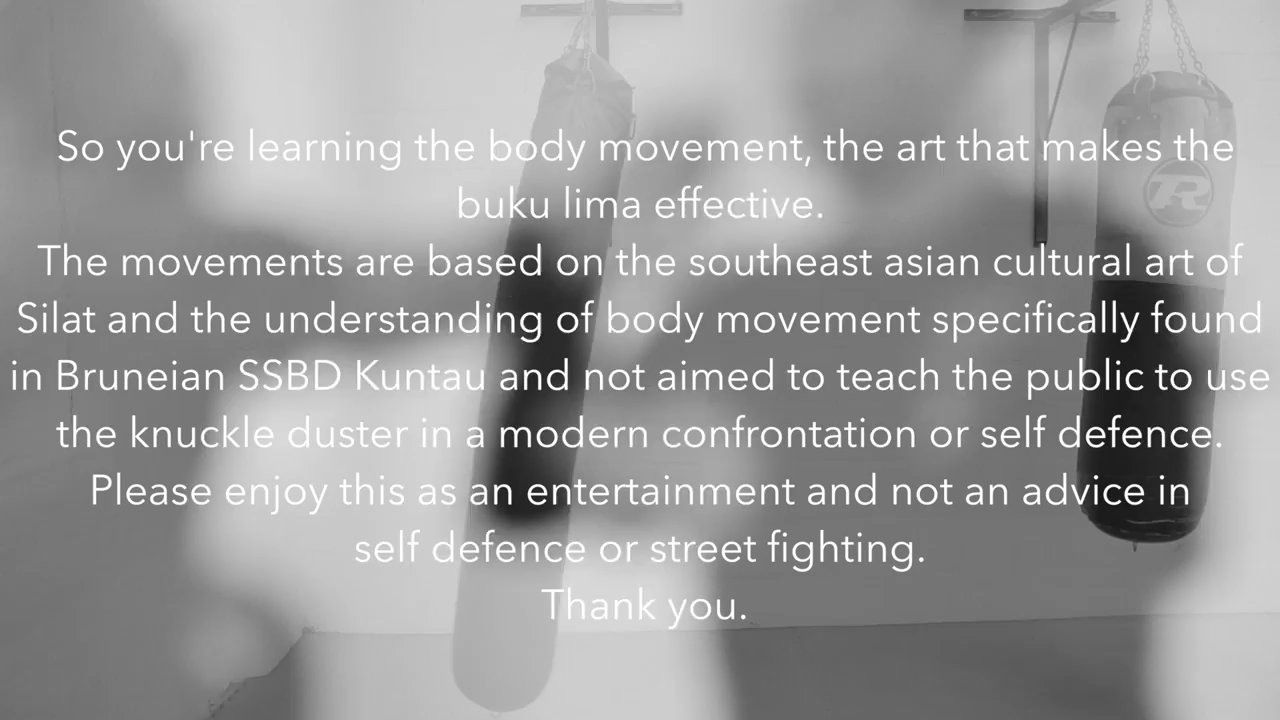 So you're learning the body movement, the art that makes the
buku lima effective.
The movements are based on the southeast asian cultural art of
Silat and the understanding of body movement specifically found
in Bruneian SSBD Kuntau and not aimed to teach the public to use
the knuckle duster in a modern confrontation or self defence.
Please enjoy this as an entertainment and not an advice in
self defence or street fighting.
Thank you.
R